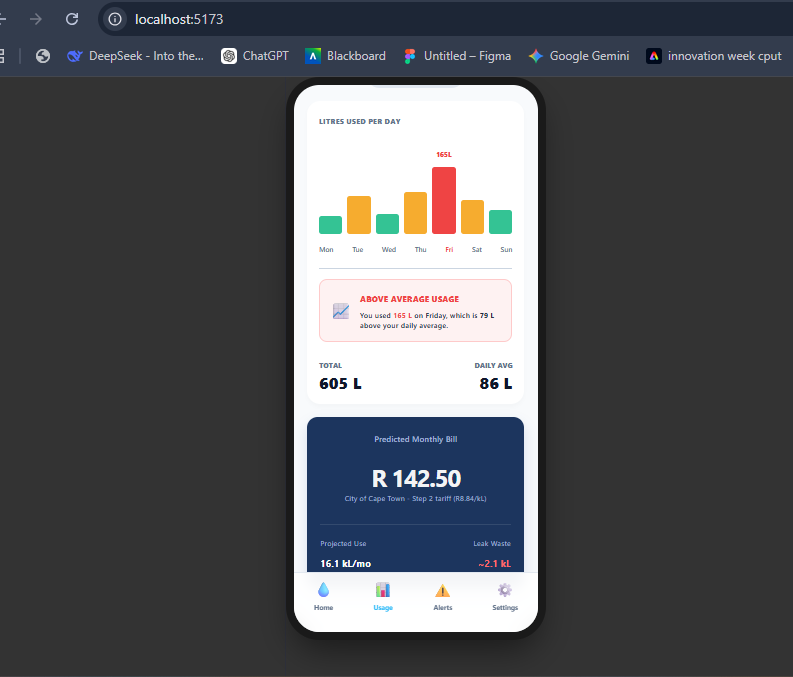 localhost:5173
DeepSeek - Into the...
ChatGPT
Blackboard
Untitled – Figma
Google Gemini
innovation week cput
LITRES USED PER DAY
165L
Mon Tue Wed Thu Fri Sat Sun
ABOVE AVERAGE USAGE
You used 165 L on Friday, which is 79 L
above your daily average.
TOTAL DAILY AVG
605 L 86 L
Predicted Monthly Bill
R 142.50
City of Cape Town · Step 2 tariff (R8.84/kL)
Projected Use Leak Waste
16.1 kL/mo ~2.1 kL
Home Usage Alerts Settings